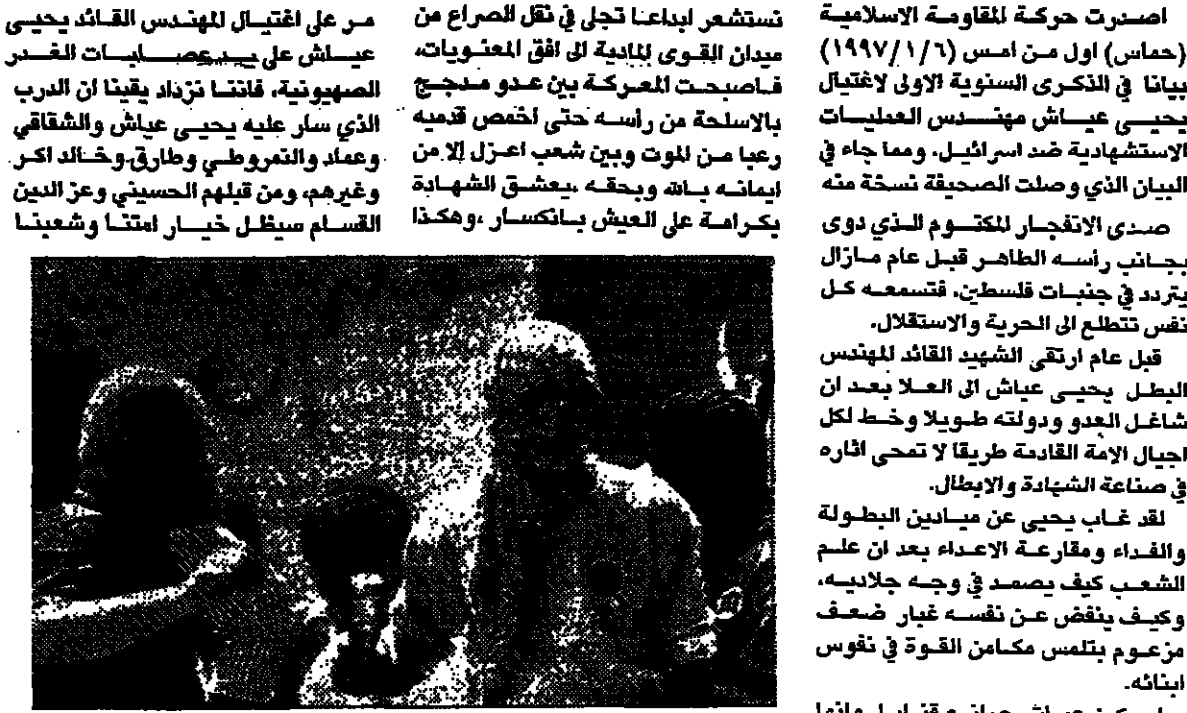 اصدرت حركة المقاومة الاسلامية
(حماس) اول من امس (١٩٩٧/١/٦)
بيانا في الذكرى السنوية الاولى لاغتيال
يحيى عياش مهندس العمليات
الاستشهادية ضد اسرائيل. ومما جاء في
البيان الذي وصلت الصحيفة نسخة منه
صدى الانفجار المكتوم الذي دوى
بجانب رأسه الطاهر قبل عام مازال
يتردد في جنبات فلسطين. فتسمعه كل
نفس تتطلع الى الحرية والاستقلال.
قبل عام ارتقى الشهيد القائد المهندس
البطل يحيى عياش الى العلا بعد ان
شاغل العدو ودولته طويلا وخط لكل
اجيال الامة القادمة طريقا لا تمحى اثاره
في صناعة الشهادة والابطال.
لقد غاب يحيى عن ميادين البطولة
والفداء ومقارعة الاعداء بعد ان علم
الشعب كيف يصمد في وجه جلاديه.
وكيف ينفض عن نفسه غبار ضعف
مزعوم بتلمس مكامن القوة في نفوس
ابنائه.
نستشعر ابداعنا تجلى في نقل الصراع من
ميدان القوى المادية الى افق المعنويات،
فاصبحت المعركة بين عدو مدجج
بالاسلحة من رأسه حتى اخمص قدميه
رعبا من الموت وبين شعب اعزل إلا من
ايمانه بالله وبحقه ،يعشق الشهادة
بكرامة على العيش بانكسار ،وهكذا
مر على اغتيال المهندس القائد يحيى
عياش على يد عصابات الغدر
الصهيونية، فاننا نزداد يقينا ان الدرب
الذي سار عليه يحيى عياش والشقاقي
وعماد والنمروطي وطارق وخالد اكر
وغيرهم، ومن قبلهم الحسيني وعز الدين
القسام سيظل خيار امتنا وشعبنا